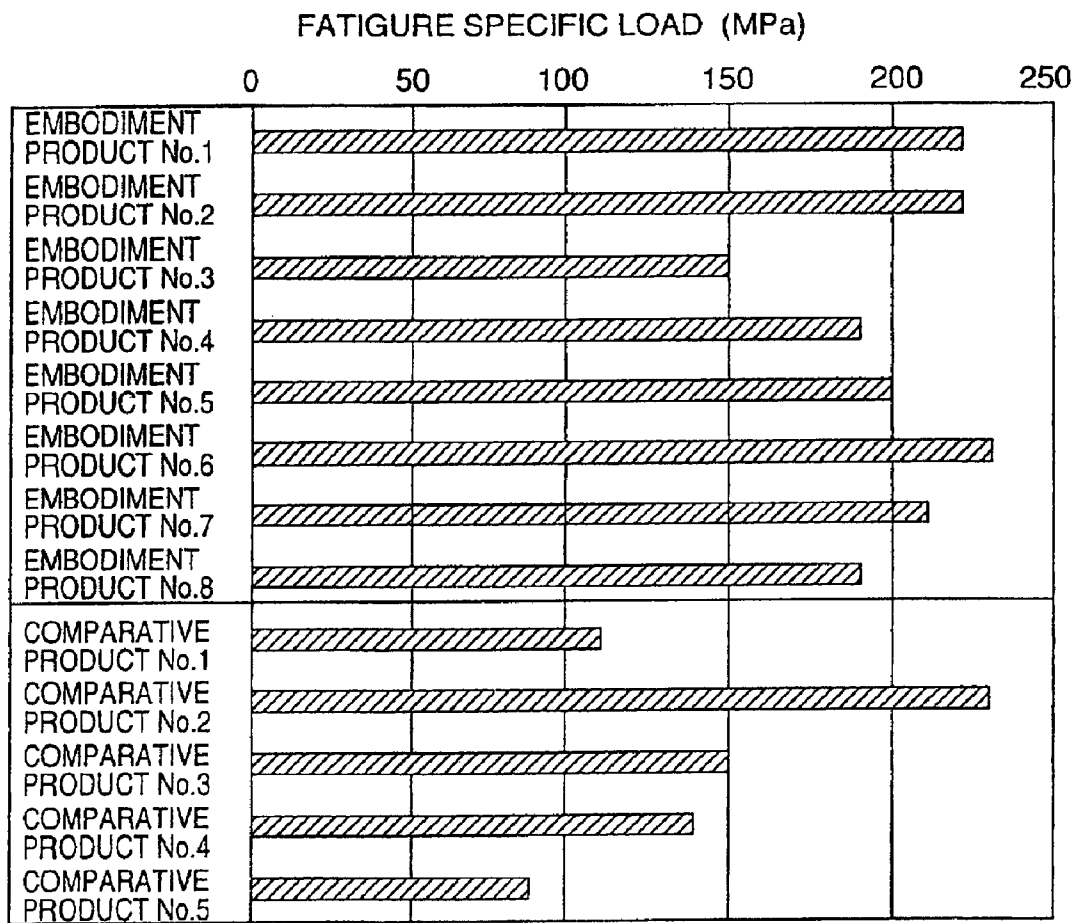 FATIGURE SPECIFIC LOAD (MPa)
0 50 100 150 200 250
EMBODIMENT
PRODUCT No.1
EMBODIMENT
PRODUCT No.2
EMBODIMENT
PRODUCT No.3
EMBODIMENT
PRODUCT No.4
EMBODIMENT
PRODUCT No.5
EMBODIMENT
PRODUCT No.6
EMBODIMENT
PRODUCT No.7
EMBODIMENT
PRODUCT No.8
COMPARATIVE
PRODUCT No.1
COMPARATIVE
PRODUCT No.2
COMPARATIVE
PRODUCT No.3
COMPARATIVE
PRODUCT No.4
COMPARATIVE
PRODUCT No.5